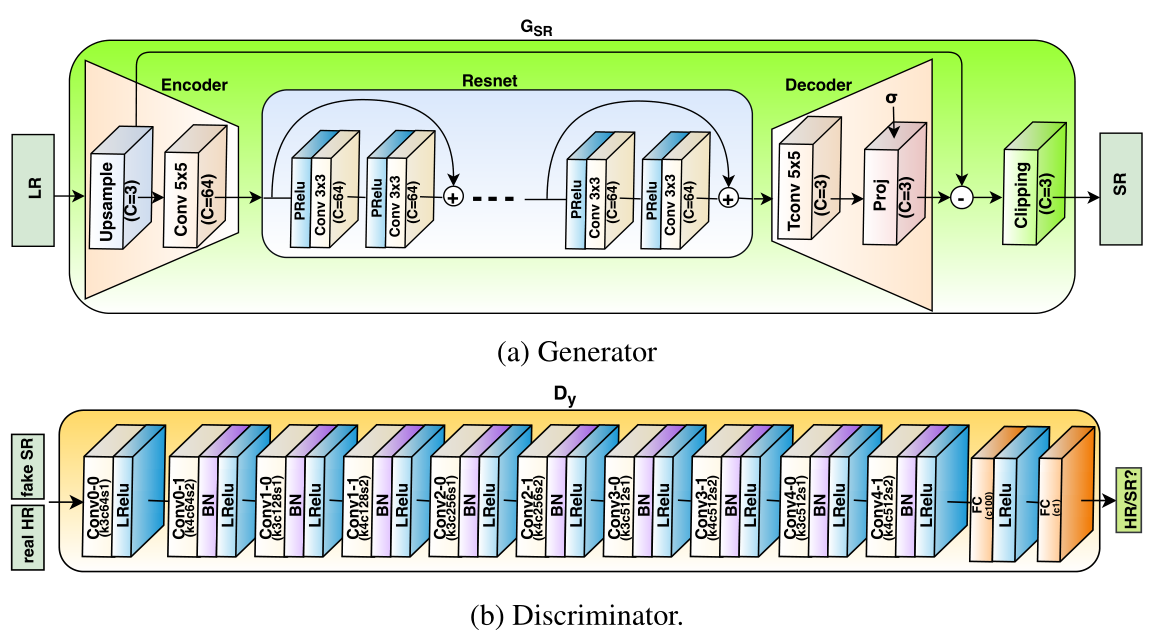 G_SR
Encoder
Resnet
Decoder
LR
Upsample
(C=3)
Conv 5x5
(C=64)
PRelu
Conv 3x3
(C=64)
PRelu
Conv 3x3
(C=64)
+
PRelu
Conv 3x3
(C=64)
PRelu
Conv 3x3
(C=64)
+
Tconv 5x5
(C=3)
σ
Proj
(C=3)
-
Clipping
(C=3)
SR
(a) Generator
D_y
fake SR
real HR
Conv0-0
(k3c64s1)
LRelu
Conv0-1
(k4c64s2)
BN
LRelu
Conv1-0
(k3c128s1)
BN
LRelu
Conv1-1
(k4c128s2)
BN
LRelu
Conv2-0
(k3c256s1)
BN
LRelu
Conv2-1
(k4c256s2)
BN
LRelu
Conv3-0
(k3c512s1)
BN
LRelu
Conv3-1
(k4c512s2)
BN
LRelu
Conv4-0
(k3c512s1)
BN
LRelu
Conv4-1
(k4c512s2)
BN
LRelu
FC
(c100)
LRelu
FC
(c1)
HR/SR?
(b) Discriminator.